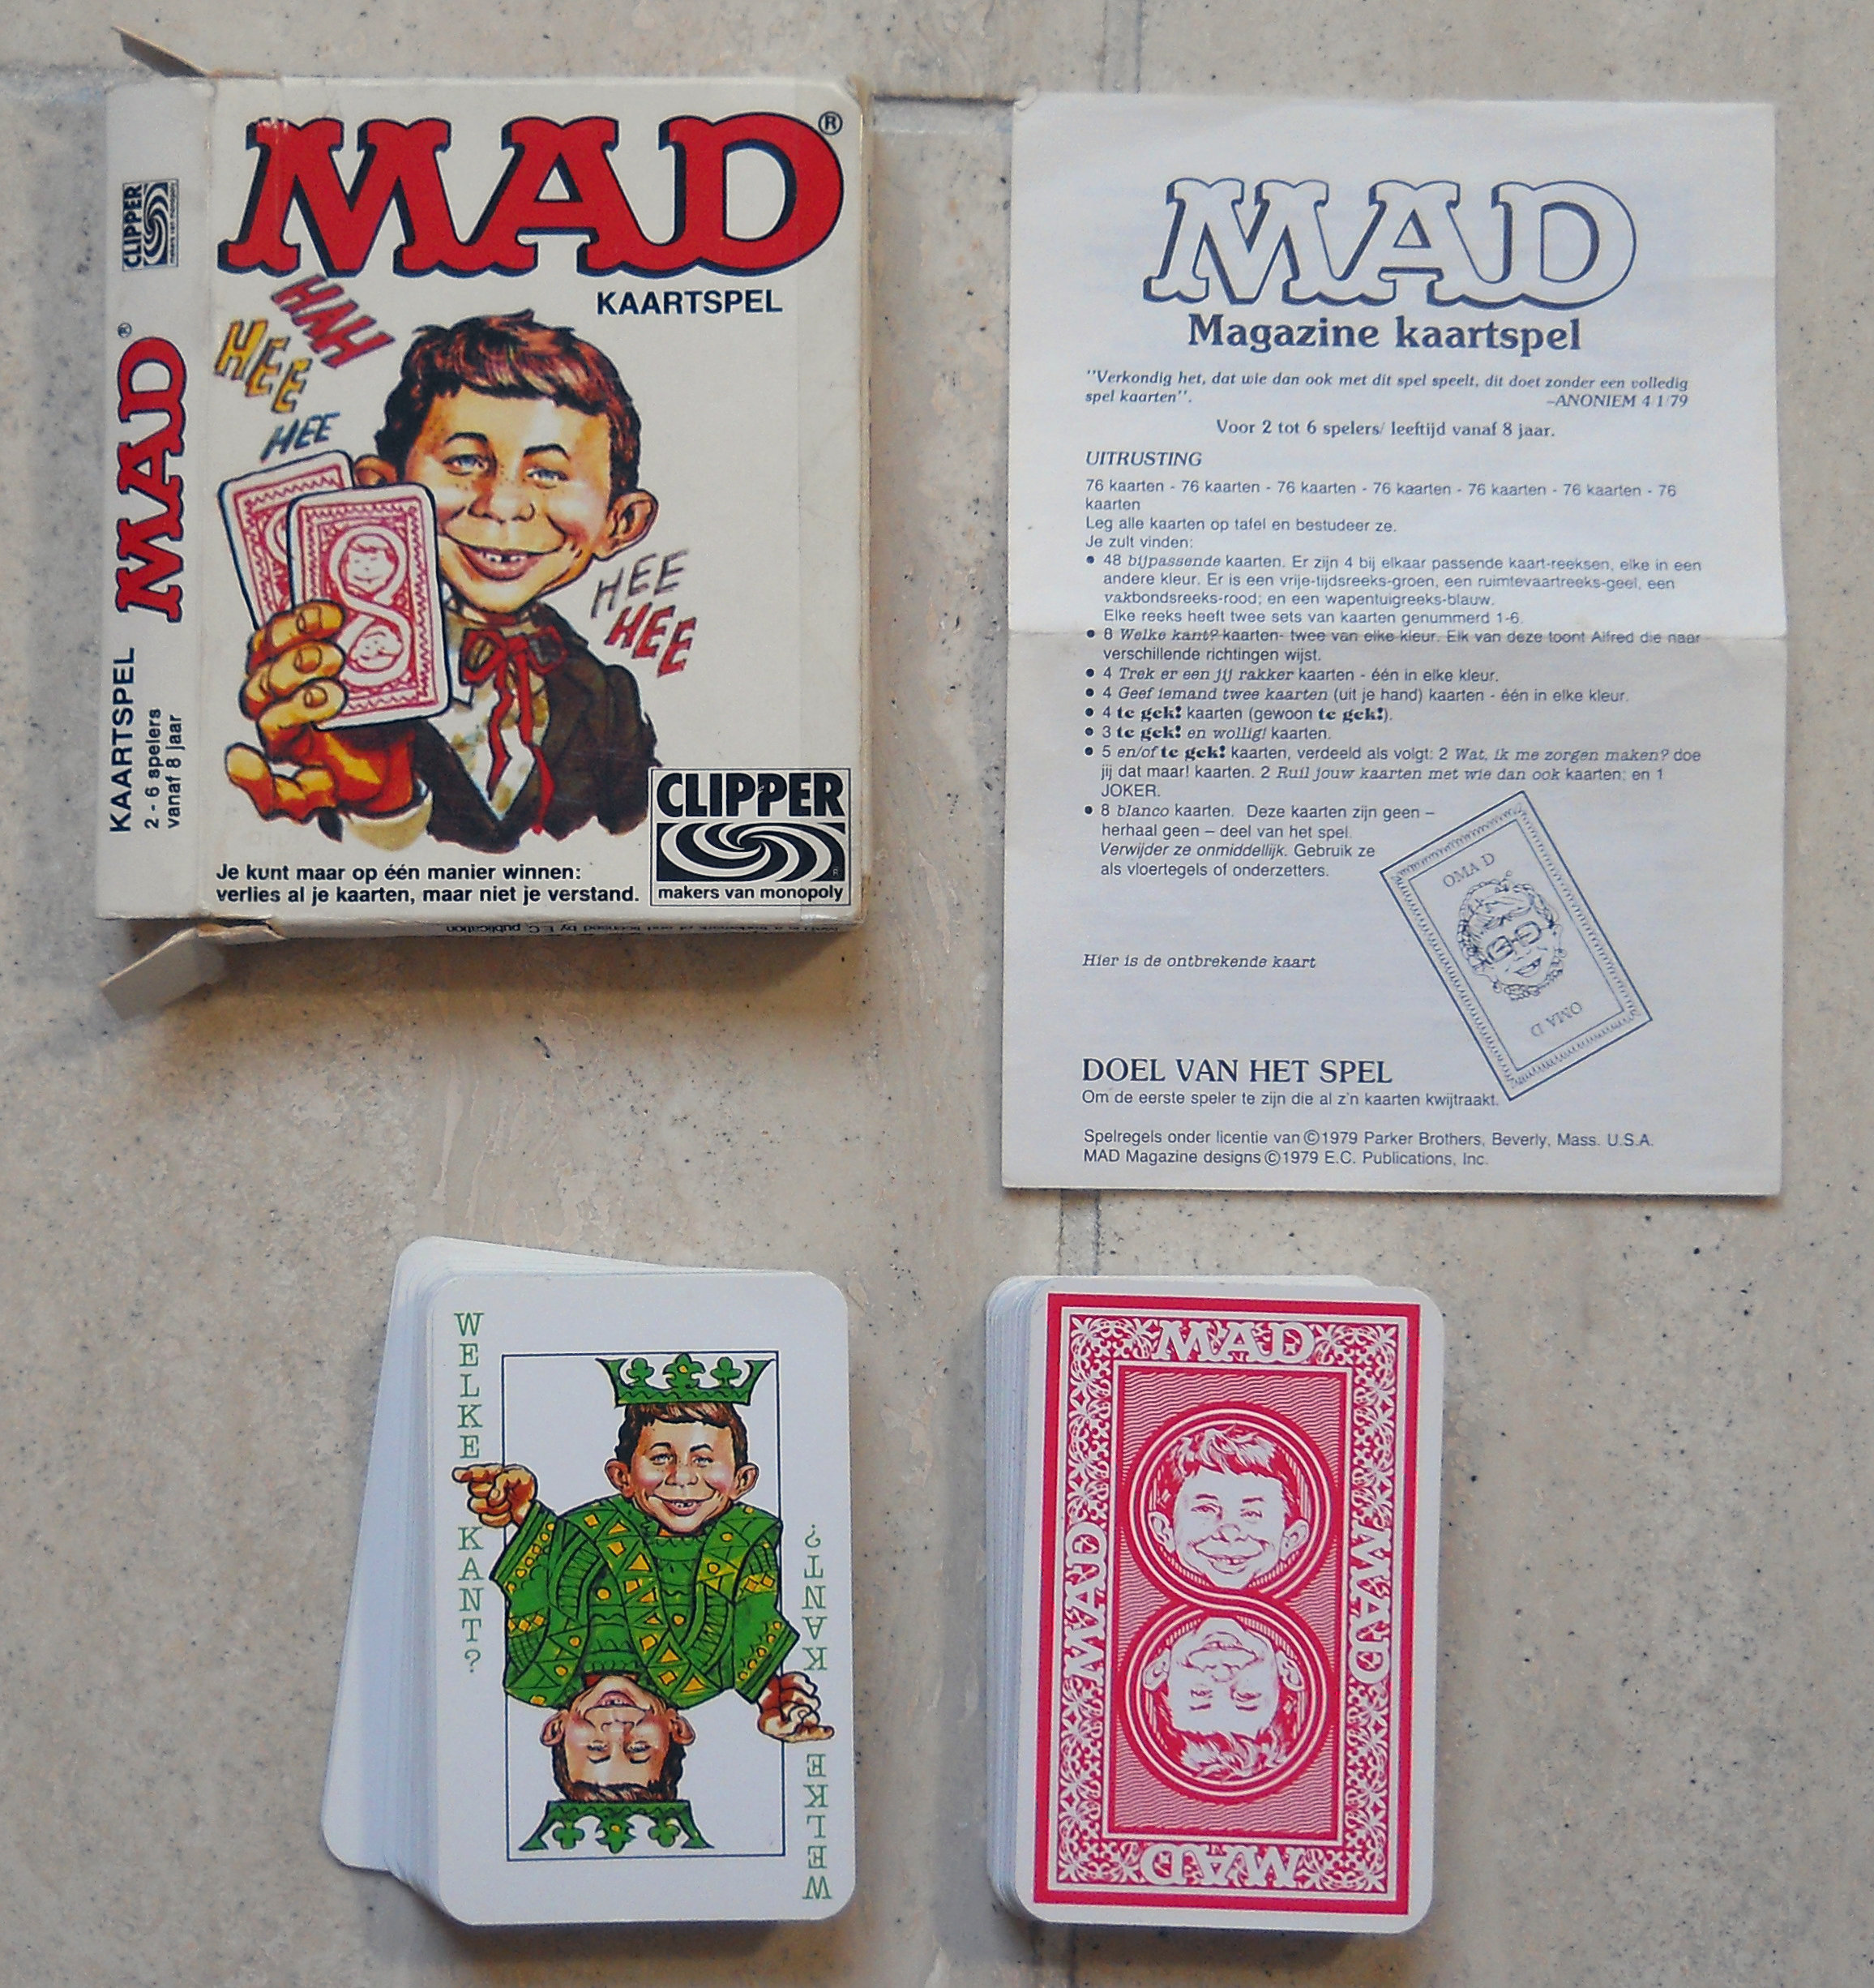 MAD®
KAARTSPEL
HAH
HEE
HEE
HEE
HEE
CLIPPER
makers van monopoly
Je kunt maar op één manier winnen:
verlies al je kaarten, maar niet je verstand.
CLIPPER
makers van monopoly
MAD®
KAARTSPEL
2 - 6 spelers
vanaf 8 jaar
is a trademark of and licensed by E.C. publication
MAD
Magazine kaartspel
"Verkondig het, dat wie dan ook met dit spel speelt, dit doet zonder een volledig
spel kaarten".
–ANONIEM 4/1/79
Voor 2 tot 6 spelers/ leeftijd vanaf 8 jaar.
UITRUSTING
76 kaarten - 76 kaarten - 76 kaarten - 76 kaarten - 76 kaarten - 76 kaarten - 76
kaarten
Leg alle kaarten op tafel en bestudeer ze.
Je zult vinden:
• 48 bijpassende kaarten. Er zijn 4 bij elkaar passende kaart-reeksen, elke in een
andere kleur. Er is een vrije-tijdsreeks-groen, een ruimtevaartreeks-geel, een
vakbondsreeks-rood; en een wapentuigreeks-blauw.
Elke reeks heeft twee sets van kaarten genummerd 1-6.
• 8 Welke kant? kaarten- twee van elke kleur. Elk van deze toont Alfred die naar
verschillende richtingen wijst.
• 4 Trek er een jij rakker kaarten - één in elke kleur.
• 4 Geef iemand twee kaarten (uit je hand) kaarten - één in elke kleur.
• 4 te gek! kaarten (gewoon te gek!).
• 3 te gek! en wollig! kaarten.
• 5 en/of te gek! kaarten, verdeeld als volgt: 2 Wat, ik me zorgen maken? doe
jij dat maar! kaarten. 2 Ruil jouw kaarten met wie dan ook kaarten; en 1
JOKER.
• 8 blanco kaarten. Deze kaarten zijn geen –
herhaal geen – deel van het spel.
Verwijder ze onmiddellijk. Gebruik ze
als vloertegels of onderzetters.
OMA D
OMA D
Hier is de ontbrekende kaart
DOEL VAN HET SPEL
Om de eerste speler te zijn die al z'n kaarten kwijtraakt.
Spelregels onder licentie van ©1979 Parker Brothers, Beverly, Mass. U.S.A.
MAD Magazine designs ©1979 E.C. Publications, Inc.
WELKE KANT?
WELKE KANT?
MAD
MAD
MAD
MAD